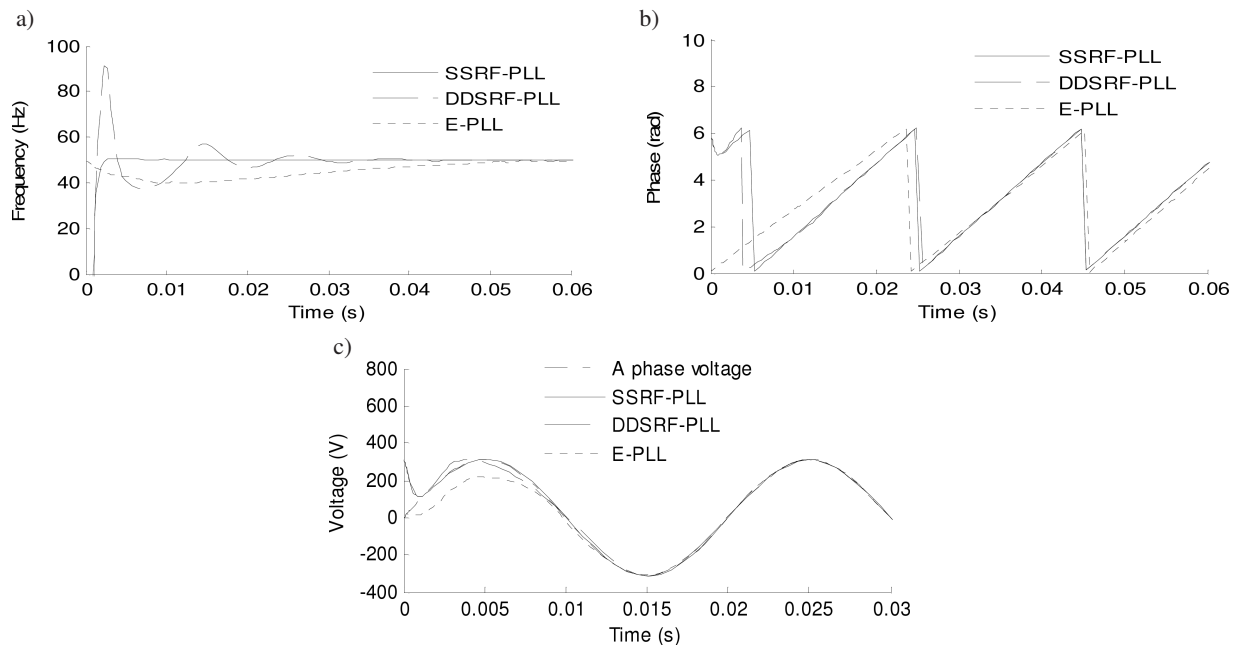 a)
100
80
60
40
20
0
Frequency (Hz)
0 0.01 0.02 0.03 0.04 0.05 0.06
Time (s)
SSRF-PLL
DDSRF-PLL
E-PLL
b)
10
8
6
4
2
0
Phase (rad)
0 0.01 0.02 0.03 0.04 0.05 0.06
Time (s)
SSRF-PLL
DDSRF-PLL
E-PLL
c)
800
600
400
200
0
-200
-400
Voltage (V)
0 0.005 0.01 0.015 0.02 0.025 0.03
Time (s)
A phase voltage
SSRF-PLL
DDSRF-PLL
E-PLL